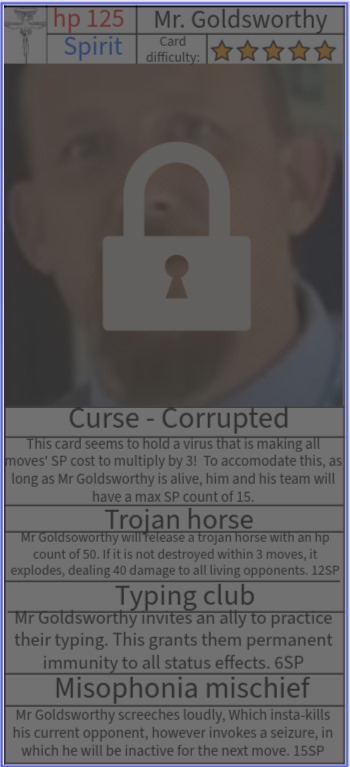 hp 125
Mr. Goldsworthy
Spirit
Card
difficulty:
Curse - Corrupted
This card seems to hold a virus that is making all
moves' SP cost to multiply by 3! To accomodate this, as
long as Mr Goldsworthy is alive, him and his team will
have a max SP count of 15.
Trojan horse
Mr Goldsoworthy will release a trojan horse with an hp
count of 50. If it is not destroyed within 3 moves, it
explodes, dealing 40 damage to all living opponents. 12SP
Typing club
Mr Goldsworthy invites an ally to practice
their typing. This grants them permanent
immunity to all status effects. 6SP
Misophonia mischief
Mr Goldsworthy screeches loudly, Which insta-kills
his current opponent, however invokes a seizure, in
which he will be inactive for the next move. 15SP